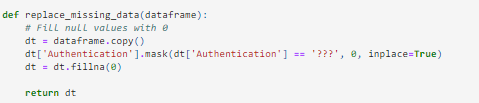 def replace_missing_data(dataframe):
    # Fill null values with 0
    dt = dataframe.copy()
    dt['Authentication'].mask(dt['Authentication'] == '???', 0, inplace=True)
    dt = dt.fillna(0)

    return dt